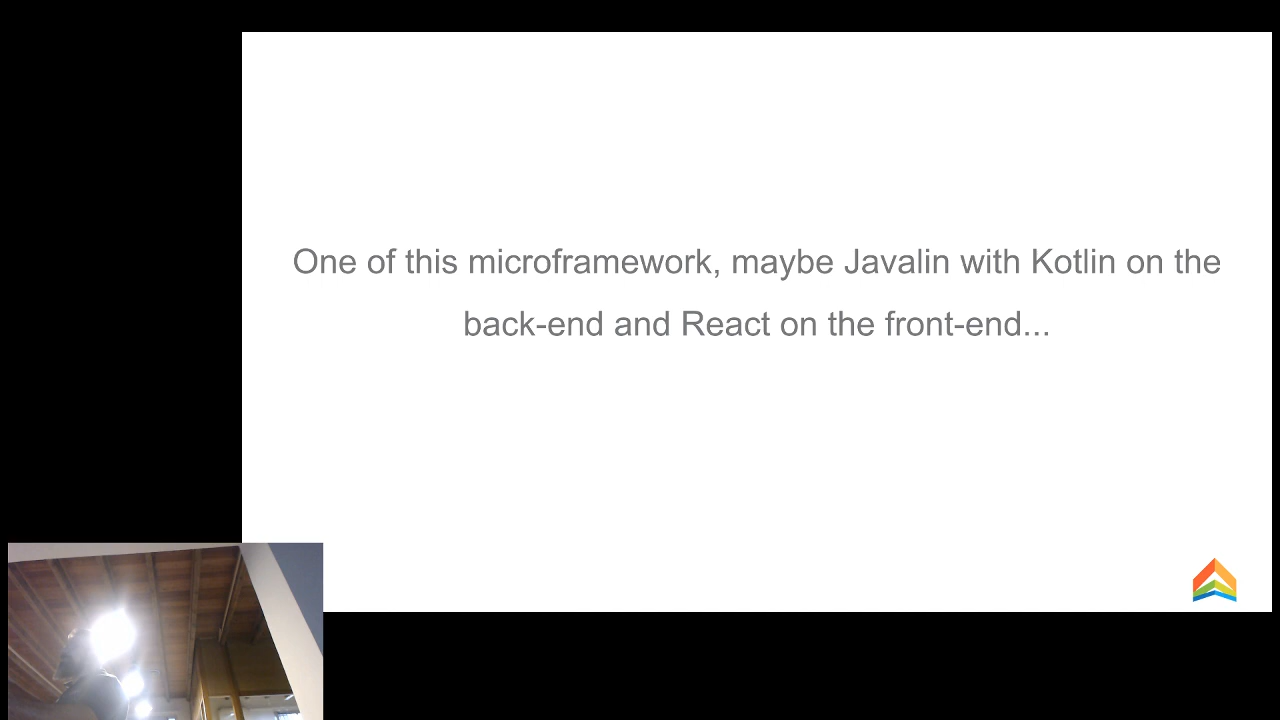 One of this microframework, maybe Javalin with Kotlin on the
back-end and React on the front-end...